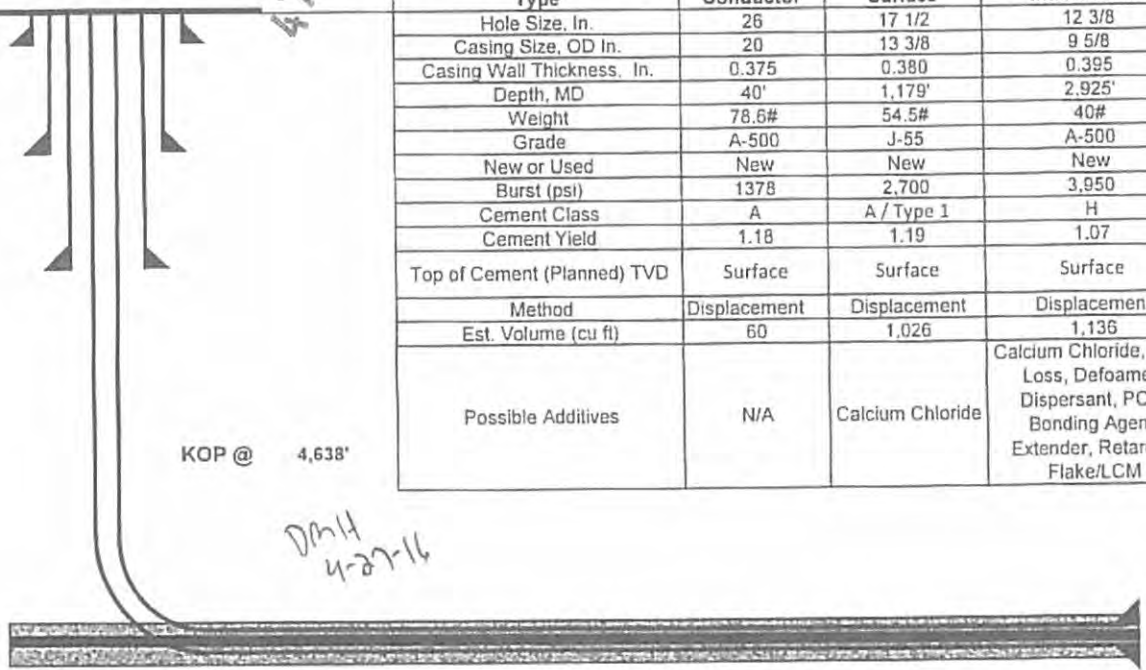 Type Conductor Surface
Hole Size, In. 26 17 1/2 12 3/8
Casing Size, OD In. 20 13 3/8 9 5/8
Casing Wall Thickness, In. 0.375 0.380 0.395
Depth, MD 40' 1,179' 2,925'
Weight 78.6# 54.5# 40#
Grade A-500 J-55 A-500
New or Used New New New
Burst (psi) 1378 2,700 3,950
Cement Class A A / Type 1 H
Cement Yield 1.18 1.19 1.07
Top of Cement (Planned) TVD Surface Surface Surface
Method Displacement Displacement Displacemen
Est. Volume (cu ft) 60 1,026 1,136
Possible Additives N/A Calcium Chloride Calcium Chloride,
Loss, Defoame
Dispersant, PO
Bonding Agen
Extender, Retar
Flake/LCM
KOP @ 4,638'
DMH
4-27-16